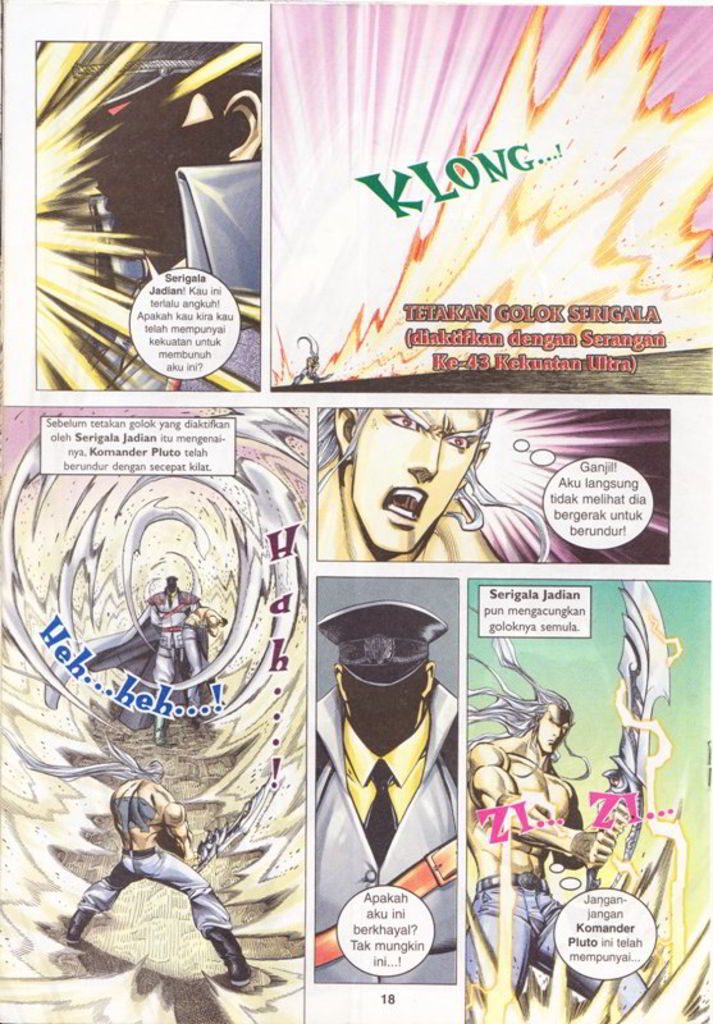 Serigala
Jadian! Kau ini
terlalu angkuh!
Apakah kau kira kau
telah mempunyai
kekuatan untuk
membunuh
aku ini?
KLONG...!
TETAKAN GOLOK SERIGALA
(diaktifkan dengan Serangan
Ke-43 Kekuatan Ultra)
Sebelum tetakan golok yang diaktifkan
oleh Serigala Jadian itu mengenai-
nya, Komander Pluto telah
berundur dengan secepat kilat.
Hah...!
Heh...heh...!
Ganjil!
Aku langsung
tidak melihat dia
bergerak untuk
berundur!
Apakah
aku ini
berkhayal?
Tak mungkin
ini...!
Serigala Jadian
pun mengacungkan
goloknya semula.
ZI... ZI...
Jangan-
jangan
Komander
Pluto ini telah
mempunyai...
18